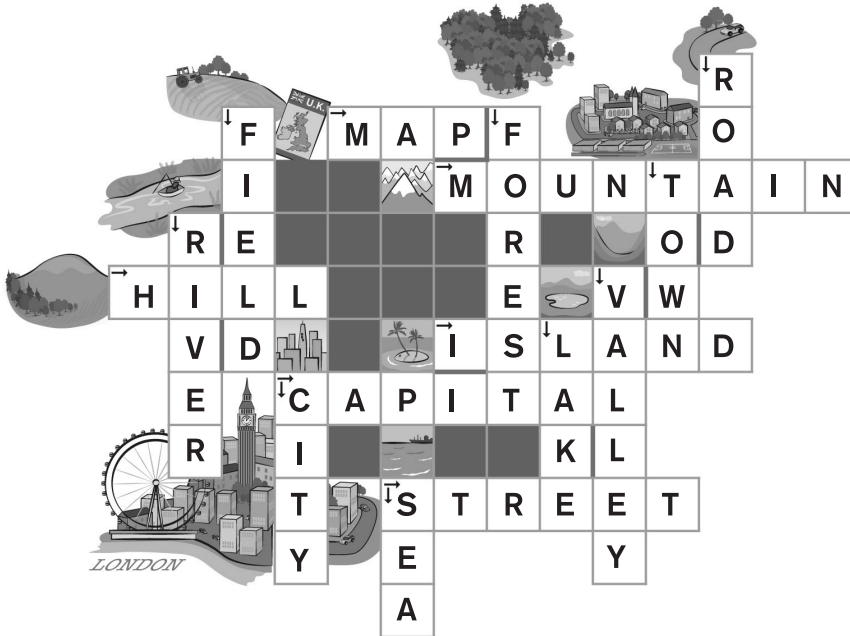 R
F U.K. M A P F O
I M O U N T A I N
R E R O D
H I L L E V W
V D I S L A N D
E C A P I T A L L
R I K L
T S T R E E T
LONDON Y E Y
A